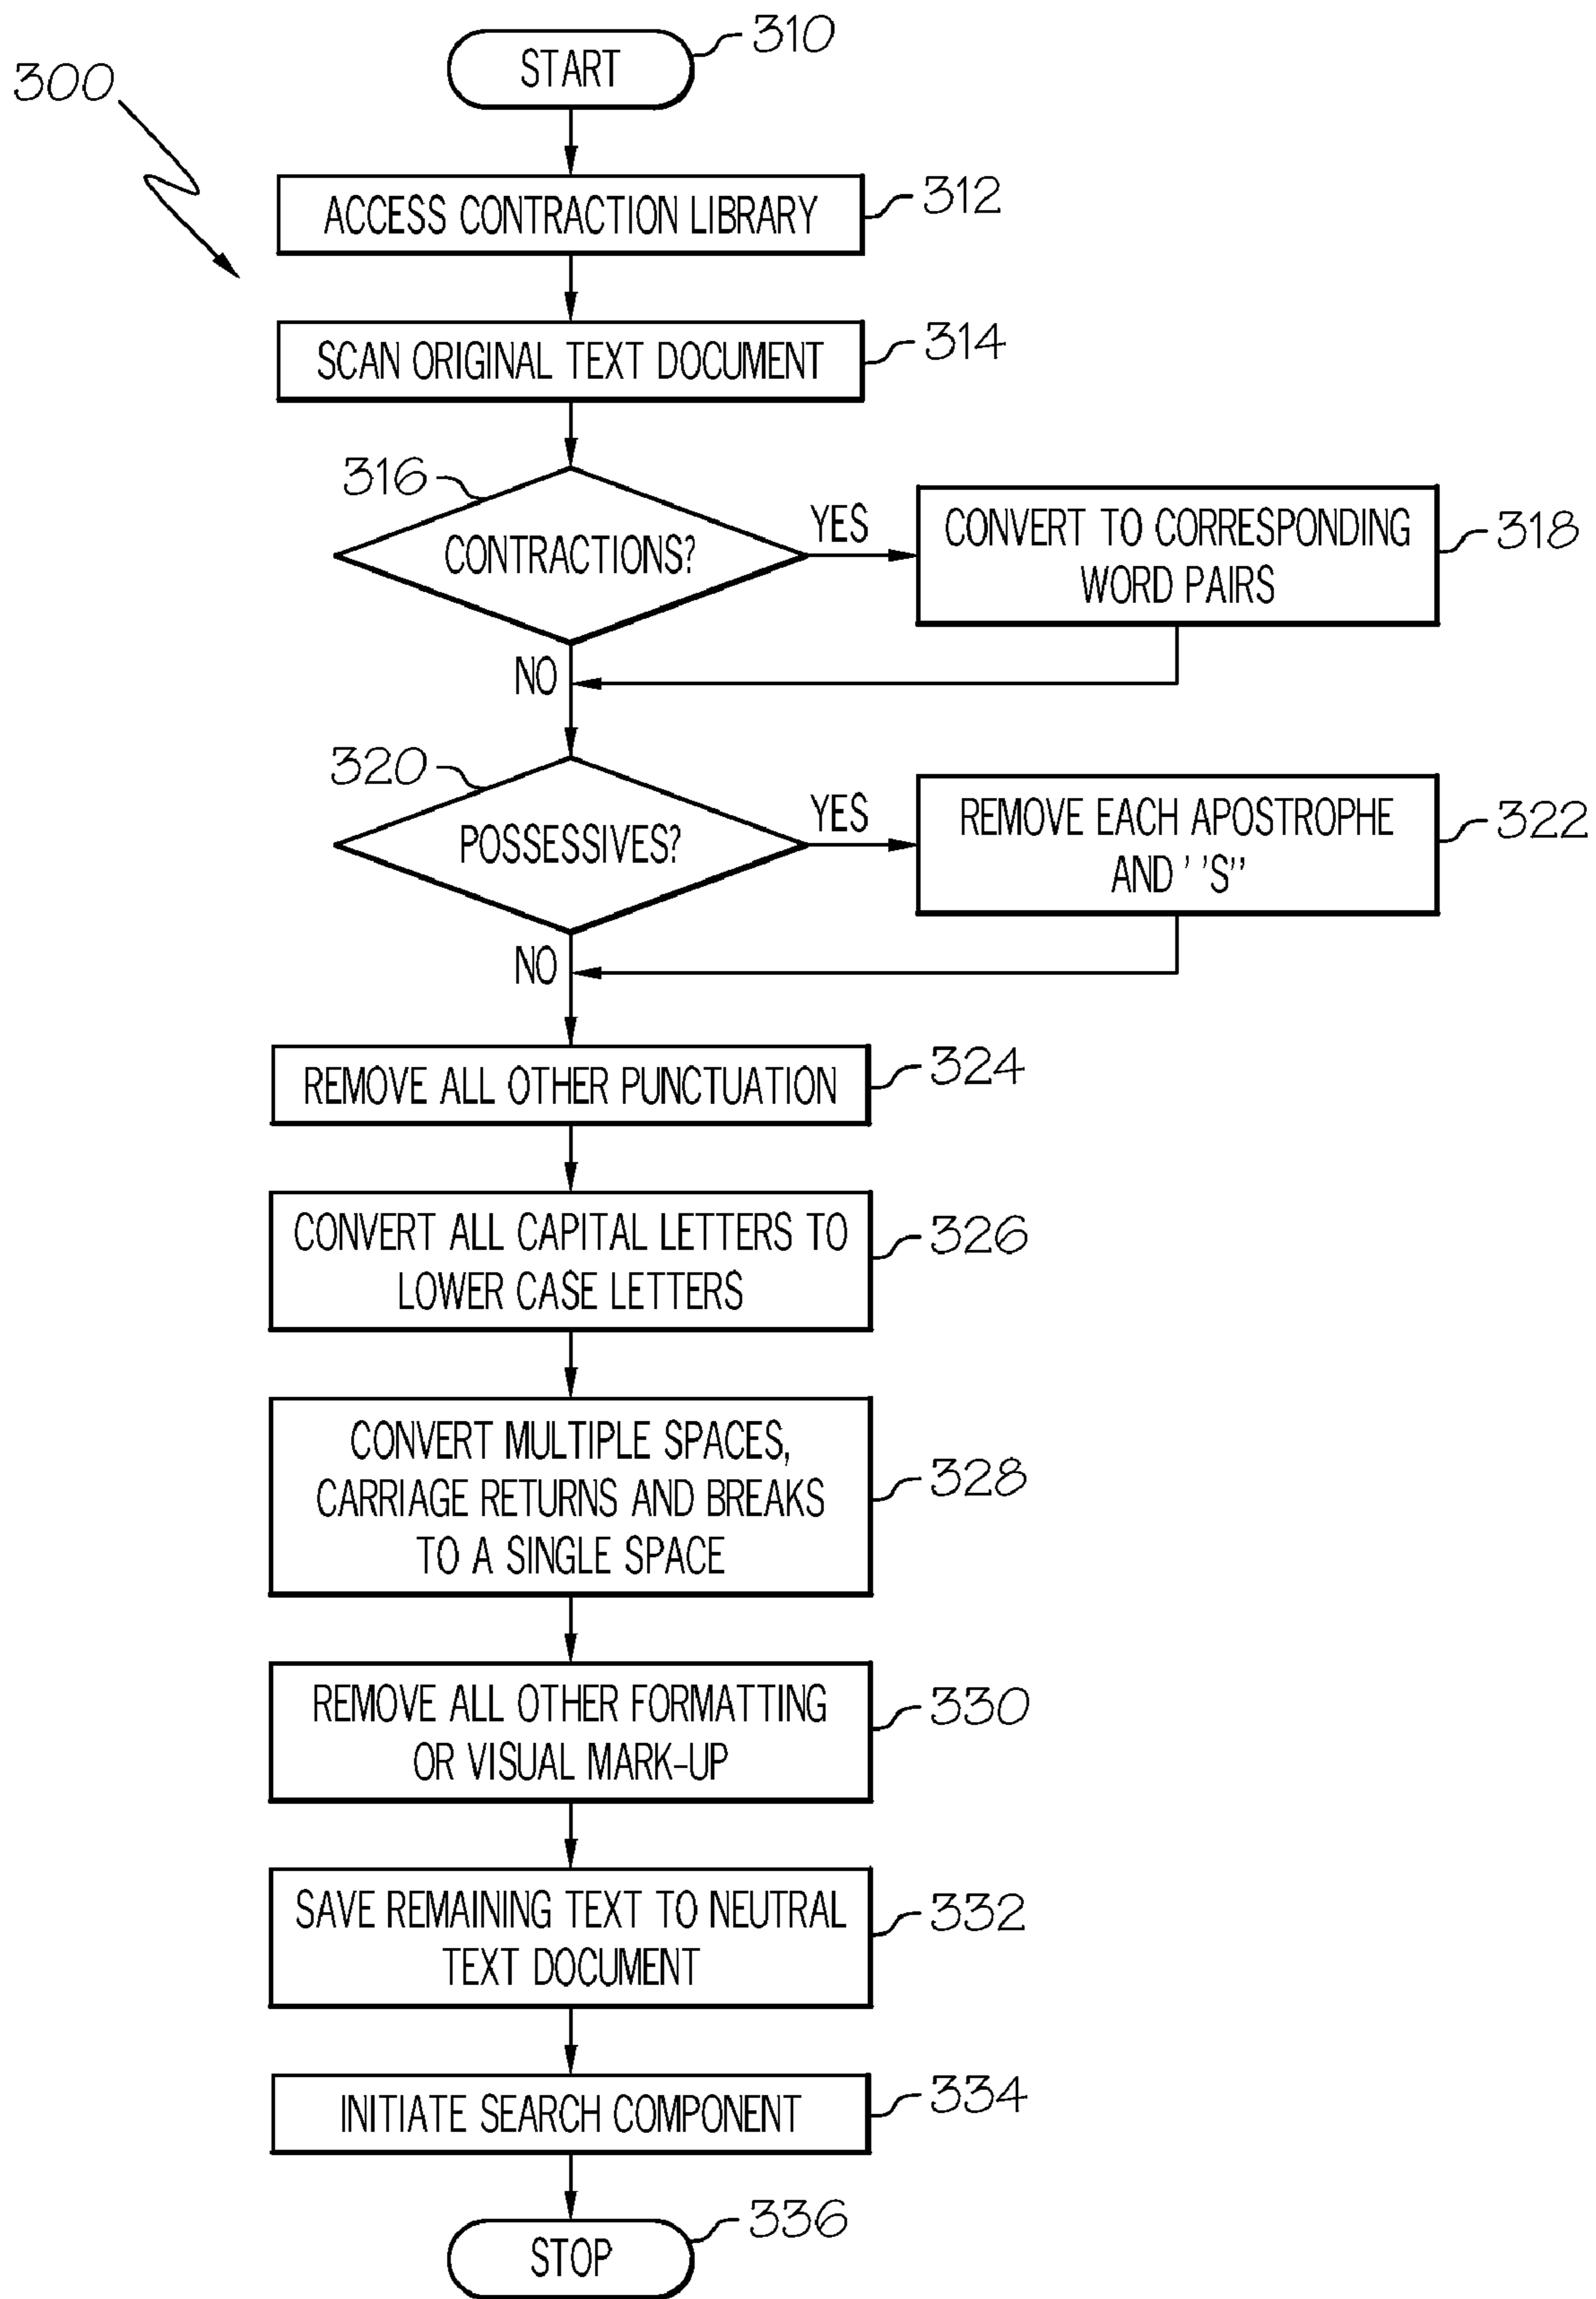 START
310
300
ACCESS CONTRACTION LIBRARY
312
SCAN ORIGINAL TEXT DOCUMENT
314
316
CONTRACTIONS?
YES
CONVERT TO CORRESPONDING
WORD PAIRS
318
NO
320
POSSESSIVES?
YES
REMOVE EACH APOSTROPHE
AND ''S''
322
NO
REMOVE ALL OTHER PUNCTUATION
324
CONVERT ALL CAPITAL LETTERS TO
LOWER CASE LETTERS
326
CONVERT MULTIPLE SPACES,
CARRIAGE RETURNS AND BREAKS
TO A SINGLE SPACE
328
REMOVE ALL OTHER FORMATTING
OR VISUAL MARK-UP
330
SAVE REMAINING TEXT TO NEUTRAL
TEXT DOCUMENT
332
INITIATE SEARCH COMPONENT
334
STOP
336